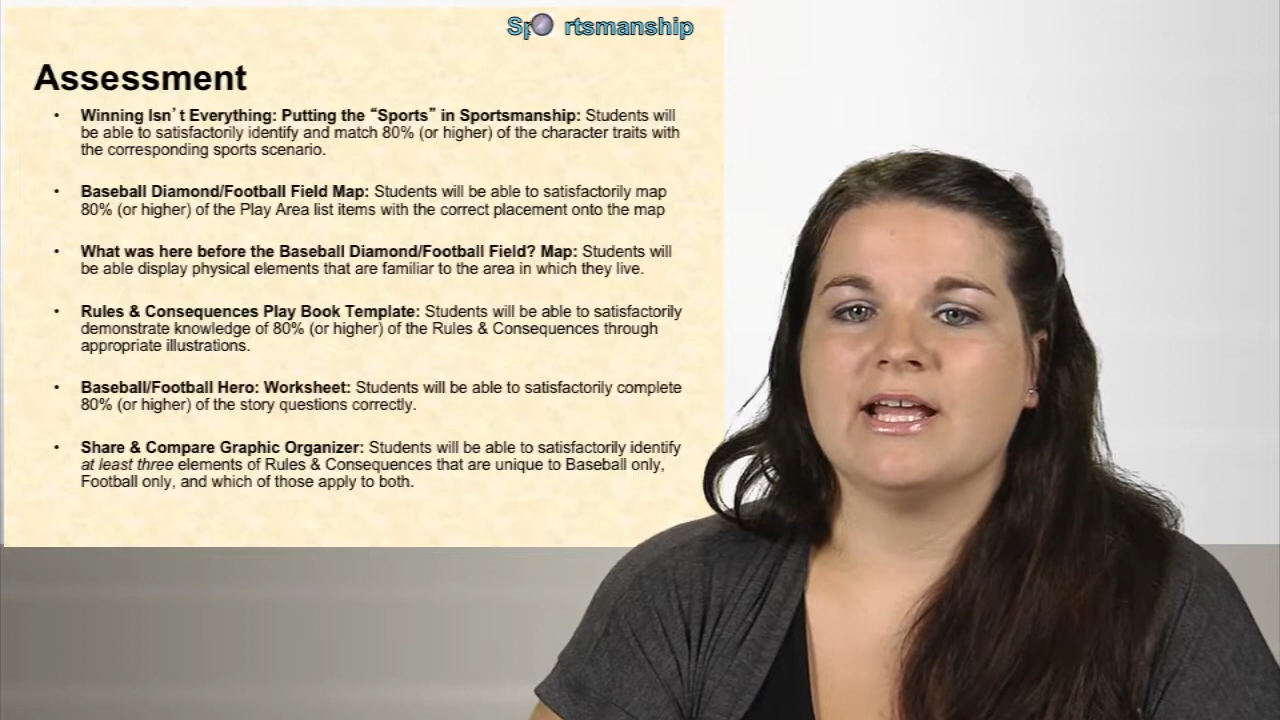 Sportsmanship
Assessment
• Winning Isn't Everything: Putting the “Sports” in Sportsmanship: Students will
be able to satisfactorily identify and match 80% (or higher) of the character traits with
the corresponding sports scenario.
• Baseball Diamond/Football Field Map: Students will be able to satisfactorily map
80% (or higher) of the Play Area list items with the correct placement onto the map
• What was here before the Baseball Diamond/Football Field? Map: Students will
be able display physical elements that are familiar to the area in which they live.
• Rules & Consequences Play Book Template: Students will be able to satisfactorily
demonstrate knowledge of 80% (or higher) of the Rules & Consequences through
appropriate illustrations.
• Baseball/Football Hero: Worksheet: Students will be able to satisfactorily complete
80% (or higher) of the story questions correctly.
• Share & Compare Graphic Organizer: Students will be able to satisfactorily identify
at least three elements of Rules & Consequences that are unique to Baseball only,
Football only, and which of those apply to both.